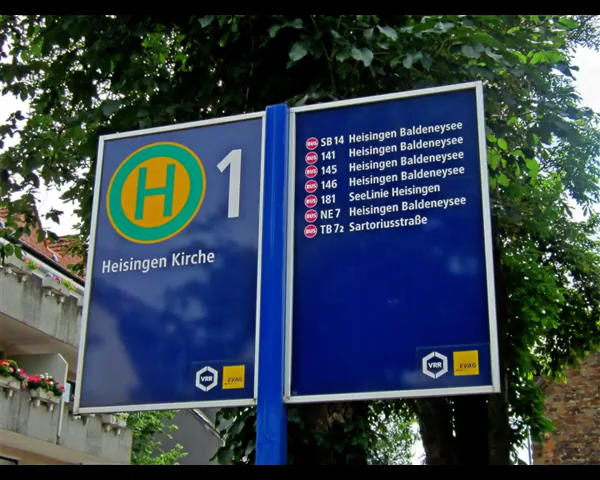 H
1
Heisingen Kirche
VRR
EVAG
BUS SB14 Heisingen Baldeneysee
BUS 141 Heisingen Baldeneysee
BUS 145 Heisingen Baldeneysee
BUS 146 Heisingen Baldeneysee
BUS 181 SeeLinie Heisingen
BUS NE7 Heisingen Baldeneysee
BUS TB72 Sartoriusstraße
VRR
EVAG